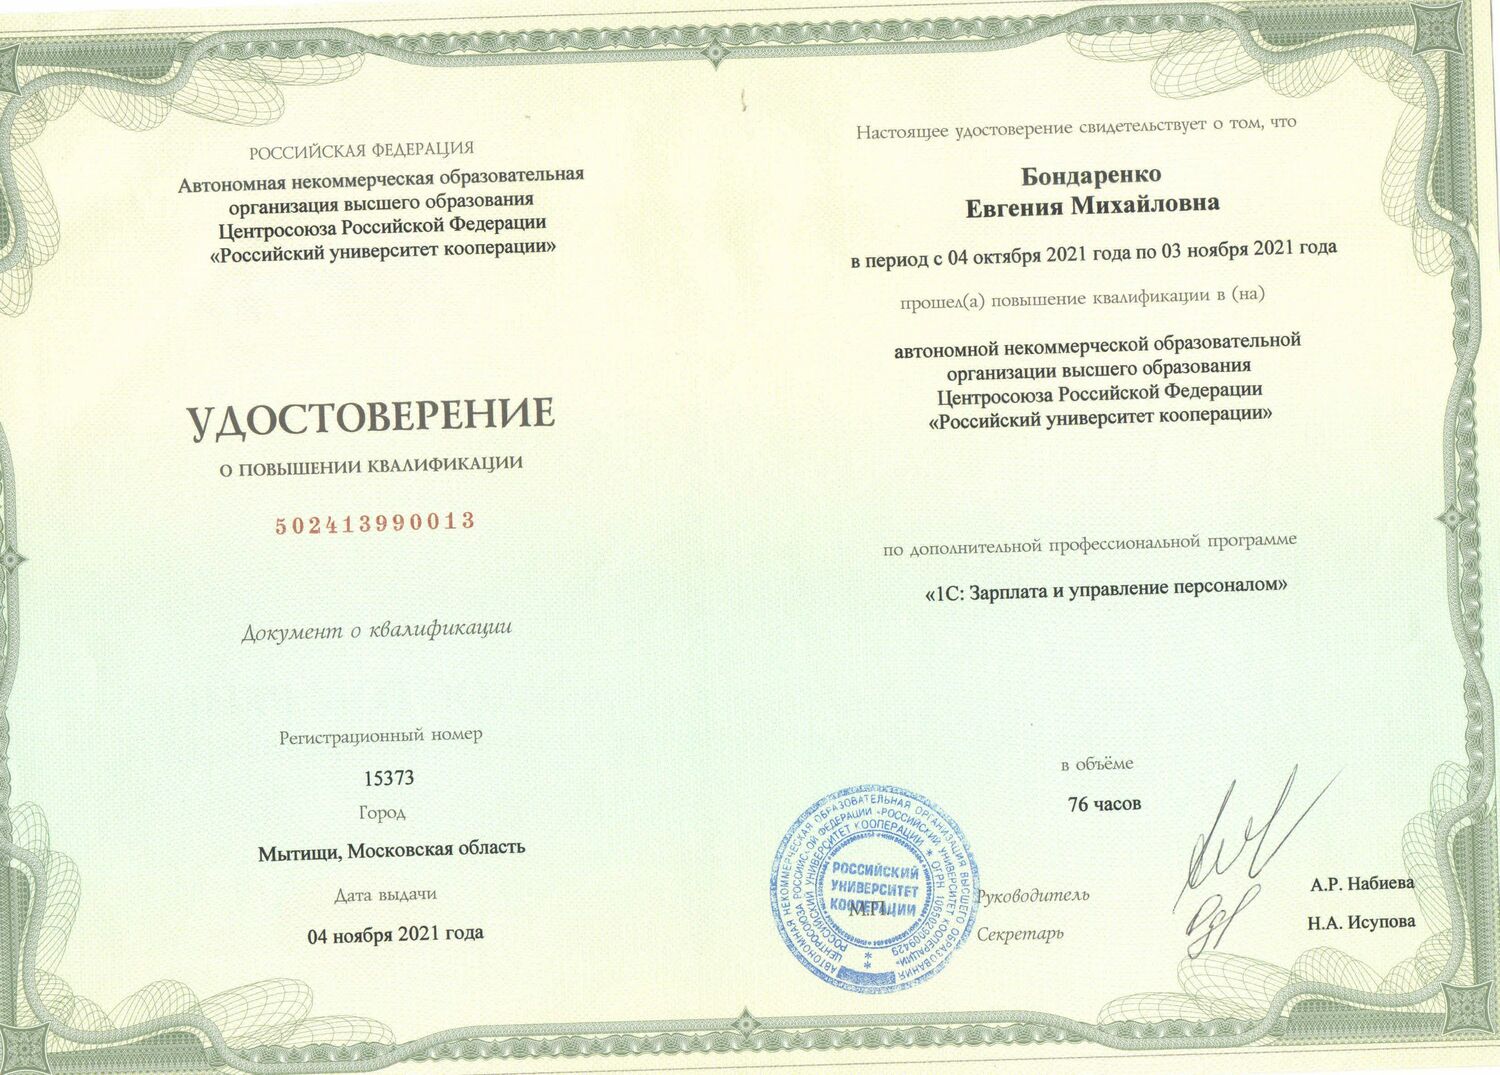 РОССИЙСКАЯ ФЕДЕРАЦИЯ
Автономная некоммерческая образовательная
организация высшего образования
Центросоюза Российской Федерации
«Российский университет кооперации»
УДОСТОВЕРЕНИЕ
О ПОВЫШЕНИИ КВАЛИФИКАЦИИ
502413990013
Документ о квалификации
Регистрационный номер
15373
Город
Мытищи, Московская область
Дата выдачи
04 ноября 2021 года
Настоящее удостоверение свидетельствует о том, что
Бондаренко
Евгения Михайловна
в период с 04 октября 2021 года по 03 ноября 2021 года
прошел(а) повышение квалификации в (на)
автономной некоммерческой образовательной
организации высшего образования
Центросоюза Российской Федерации
«Российский университет кооперации»
по дополнительной профессиональной программе
«1С: Зарплата и управление персоналом»
в объёме
76 часов
АВТОНОМНАЯ НЕКОММЕРЧЕСКАЯ ОБРАЗОВАТЕЛЬНАЯ ОРГАНИЗАЦИЯ ВЫСШЕГО ОБРАЗОВАНИЯ
ЦЕНТРОСОЮЗА РОССИЙСКОЙ ФЕДЕРАЦИИ «РОССИЙСКИЙ УНИВЕРСИТЕТ КООПЕРАЦИИ»
РОССИЙСКИЙ УНИВЕРСИТЕТ КООПЕРАЦИИ * ОГРН
РОССИЙСКИЙ
УНИВЕРСИТЕТ
КООПЕРАЦИИ
М.П.
Руководитель
А.Р. Набиева
Секретарь
Н.А. Исупова